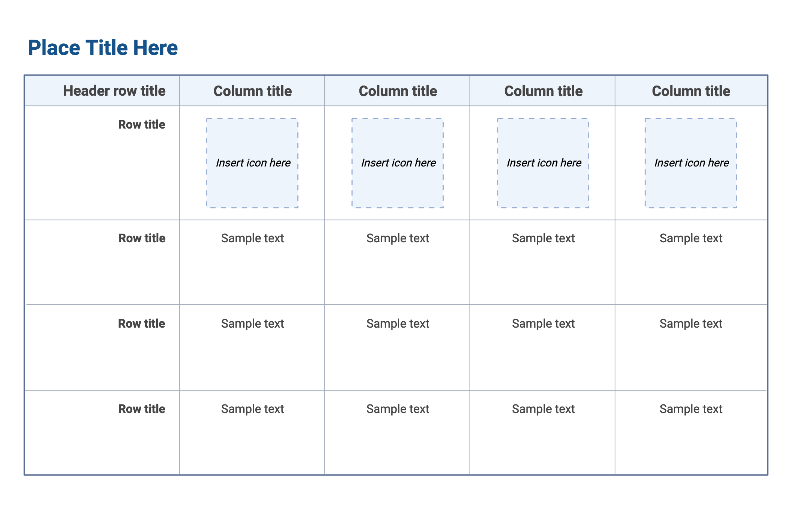 Place Title Here
Header row title Column title Column title Column title Column title
Row title
Insert icon here Insert icon here Insert icon here Insert icon here
Row title Sample text Sample text Sample text Sample text
Row title Sample text Sample text Sample text Sample text
Row title Sample text Sample text Sample text Sample text